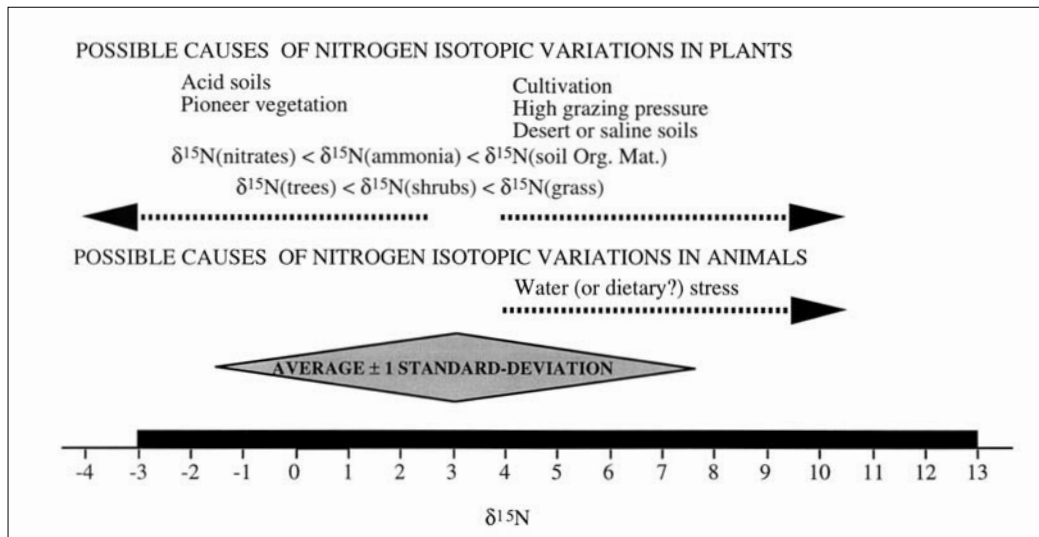 POSSIBLE CAUSES OF NITROGEN ISOTOPIC VARIATIONS IN PLANTS
Acid soils
Pioneer vegetation
Cultivation
High grazing pressure
Desert or saline soils
δ¹⁵N(nitrates) < δ¹⁵N(ammonia) < δ¹⁵N(soil Org. Mat.)
δ¹⁵N(trees) < δ¹⁵N(shrubs) < δ¹⁵N(grass)
POSSIBLE CAUSES OF NITROGEN ISOTOPIC VARIATIONS IN ANIMALS
Water (or dietary?) stress
AVERAGE ± 1 STANDARD-DEVIATION
-4 -3 -2 -1 0 1 2 3 4 5 6 7 8 9 10 11 12 13
δ¹⁵N